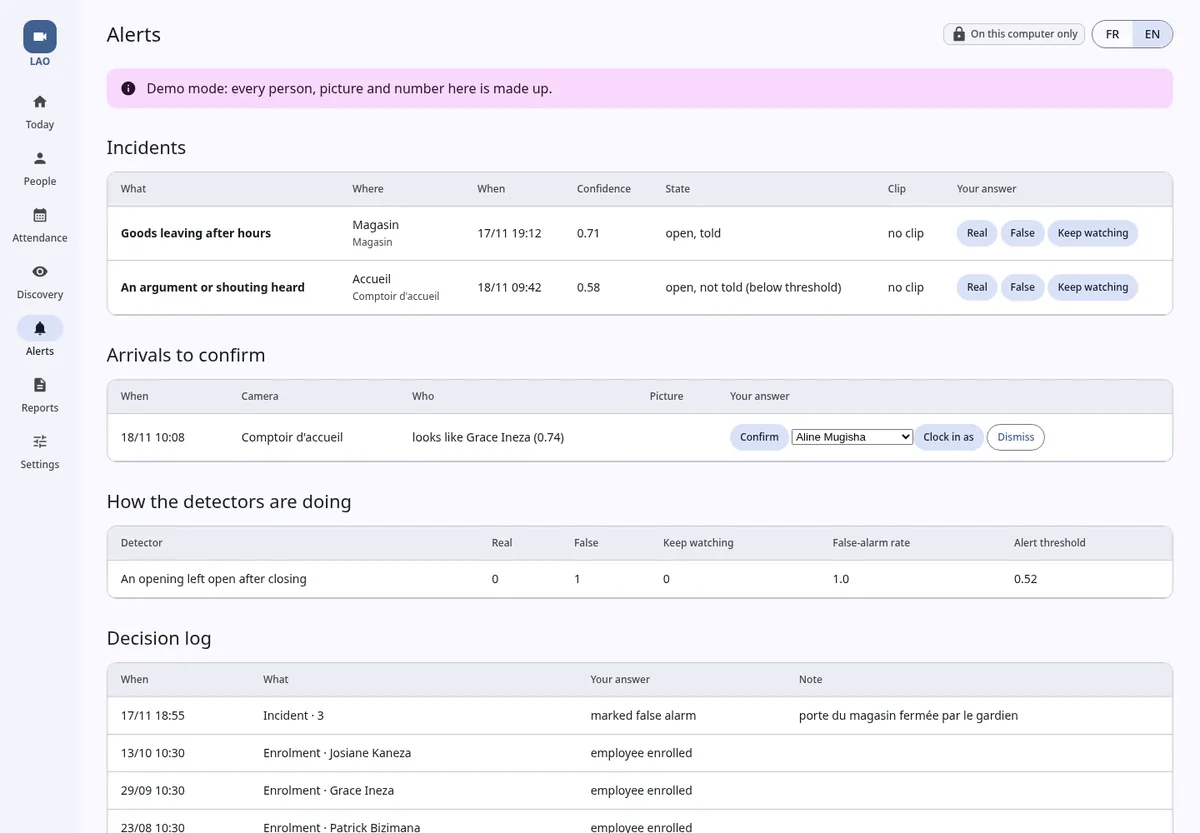 LAO
Today
People
Attendance
Discovery
Alerts
Reports
Settings
Alerts
On this computer only
FR EN
Demo mode: every person, picture and number here is made up.
Incidents
What Where When Confidence State Clip Your answer
Goods leaving after hours Magasin 17/11 19:12 0.71 open, told no clip Real False Keep watching
Magasin
An argument or shouting heard Accueil 18/11 09:42 0.58 open, not told (below threshold) no clip Real False Keep watching
Comptoir d'accueil
Arrivals to confirm
When Camera Who Picture Your answer
18/11 10:08 Comptoir d'accueil looks like Grace Ineza (0.74) Confirm Aline Mugisha Clock in as Dismiss
How the detectors are doing
Detector Real False Keep watching False-alarm rate Alert threshold
An opening left open after closing 0 1 0 1.0 0.52
Decision log
When What Your answer Note
17/11 18:55 Incident · 3 marked false alarm porte du magasin fermée par le gardien
13/10 10:30 Enrolment · Josiane Kaneza employee enrolled
29/09 10:30 Enrolment · Grace Ineza employee enrolled
23/08 10:30 Enrolment · Patrick Bizimana employee enrolled